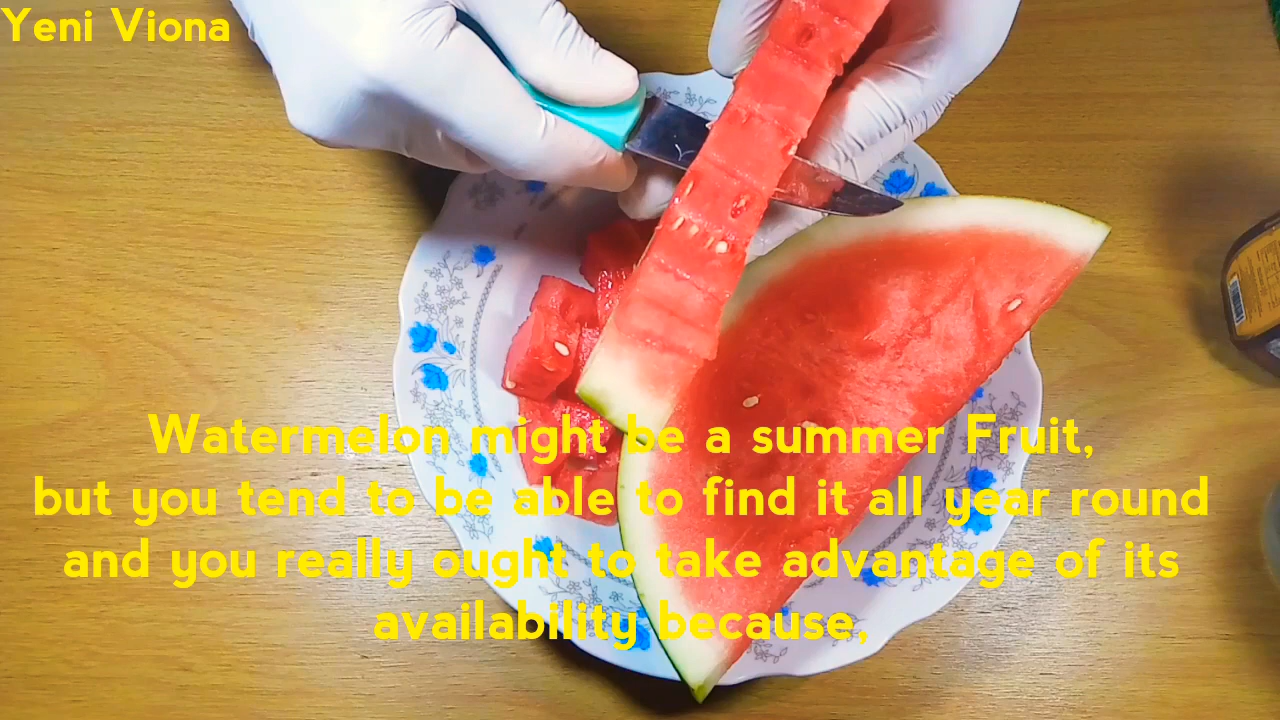 Yeni Viona
Watermelon might be a summer Fruit,
but you tend to be able to find it all year round
and you really ought to take advantage of its
availability because,